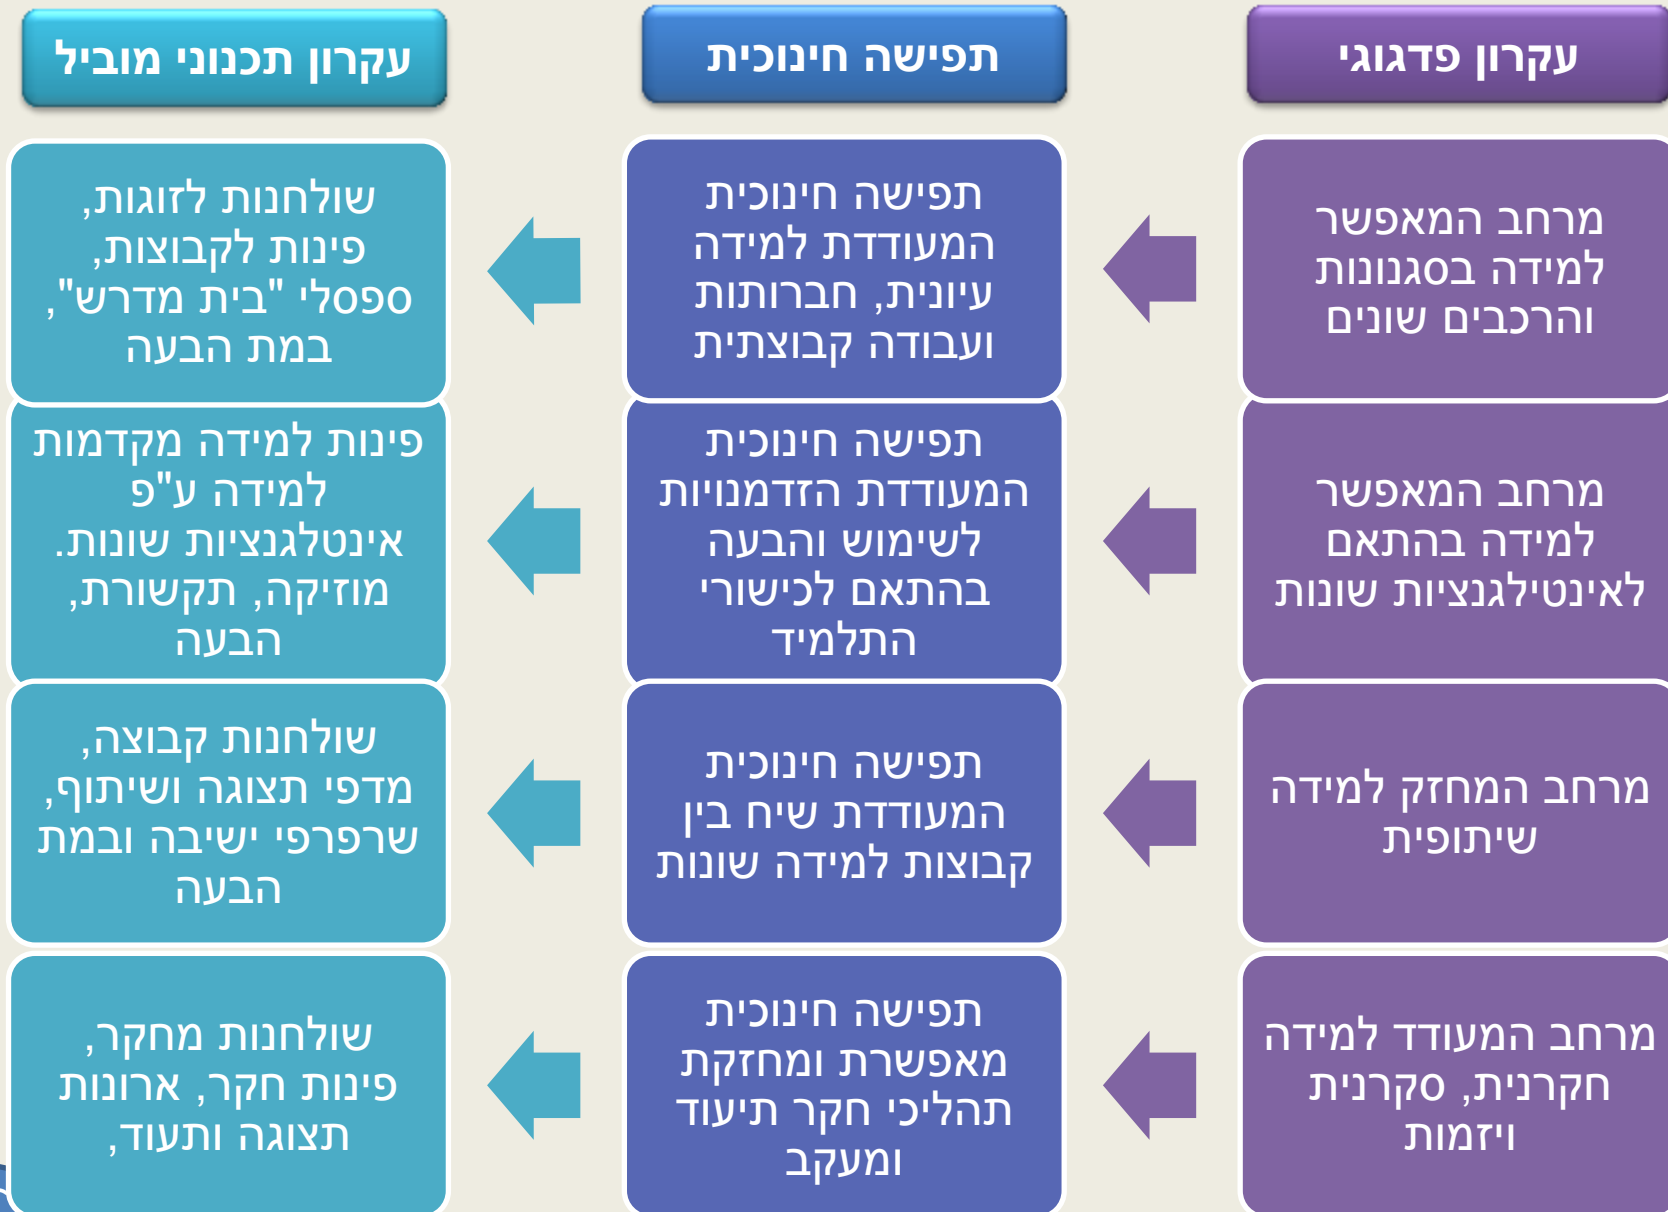 עקרון פדגוגי
תפישה חינוכית
עקרון תכנוני מוביל
מרחב המאפשר
למידה בסגנונות
והרכבים שונים
תפישה חינוכית
המעודדת למידה
עיונית, חברותות
ועבודה קבוצתית
שולחנות לזוגות,
פינות לקבוצות,
ספסלי "בית מדרש",
במת הבעה
מרחב המאפשר
למידה בהתאם
לאינטילגנציות שונות
תפישה חינוכית
המעודדת הזדמנויות
לשימוש והבעה
בהתאם לכישורי
התלמיד
פינות למידה מקדמות
למידה ע"פ
אינטלגנציות שונות.
מוזיקה, תקשורת,
הבעה
מרחב המחזק למידה
שיתופית
תפישה חינוכית
המעודדת שיח בין
קבוצות למידה שונות
שולחנות קבוצה,
מדפי תצוגה ושיתוף,
שרפרפי ישיבה ובמת
הבעה
מרחב המעודד למידה
חקרנית, סקרנית
ויזמות
תפישה חינוכית
מאפשרת ומחזקת
תהליכי חקר תיעוד
ומעקב
שולחנות מחקר,
פינות חקר, ארונות
תצוגה ותעוד,